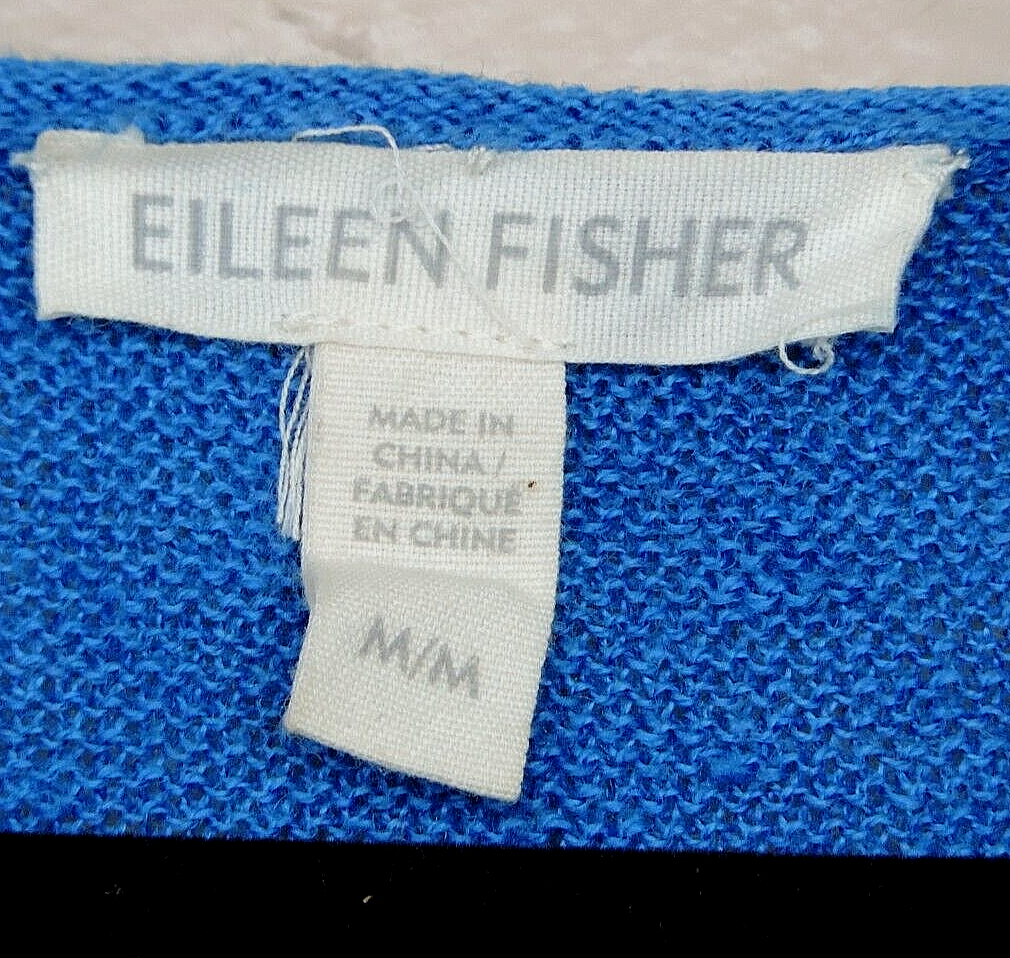 EILEEN FISHER
MADE IN
CHINA /
FABRIQUÉ
EN CHINE
M/M